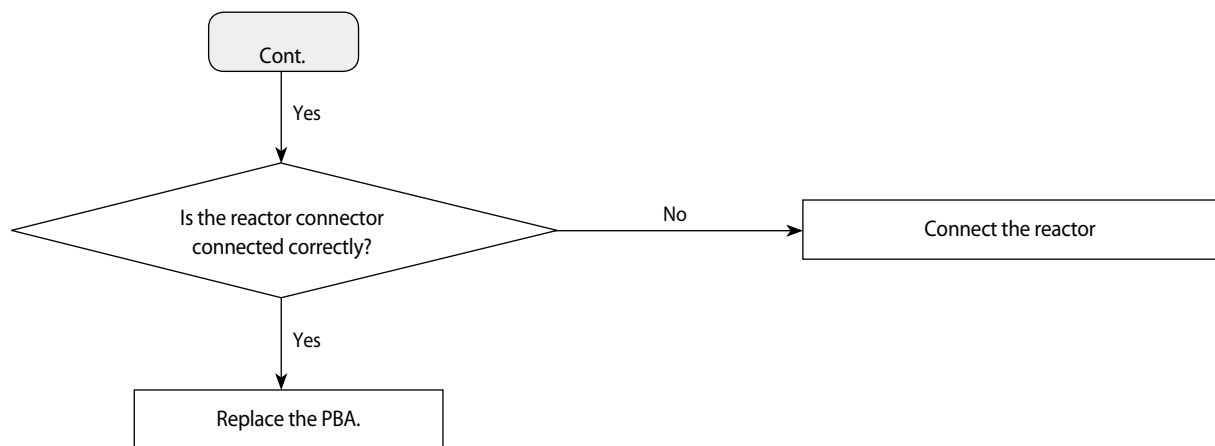 Cont.
Yes
Is the reactor connector
connected correctly?
No
Connect the reactor
Yes
Replace the PBA.